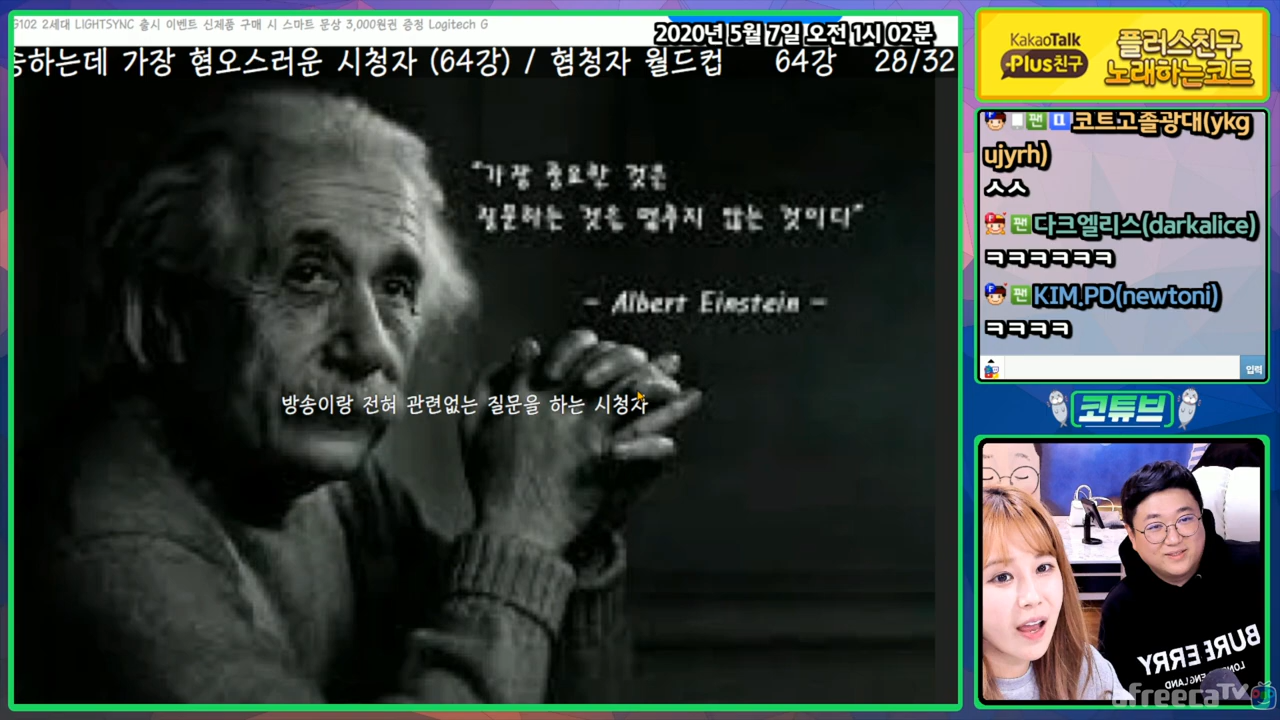 G102 2세대 LIGHTSYNC 출시 이벤트 신제품 구매 시 스마트 문상 3,000원권 증정 Logitech G
2020년 5월 7일 오전 1시 02분
송하는데 가장 혐오스러운 시청자 (64강) / 혐청자 월드컵 64강 28/32
"가장 중요한 것은
질문하는 것은 멈추지 않는 것이다"
- Albert Einstein -
방송이랑 전혀 관련없는 질문을 하는 시청자
KakaoTalk
Plus친구
플러스친구
노래하는코트
팬 코트고졸광대(ykg
ujyrh)
ㅅㅅ
팬 다크엘리스(darkalice)
ㅋㅋㅋㅋㅋㅋ
팬 KIM.PD(newtoni)
ㅋㅋㅋㅋ
입력
코튜브
BURBERRY
LONDON ENGLAND
afreecaTV